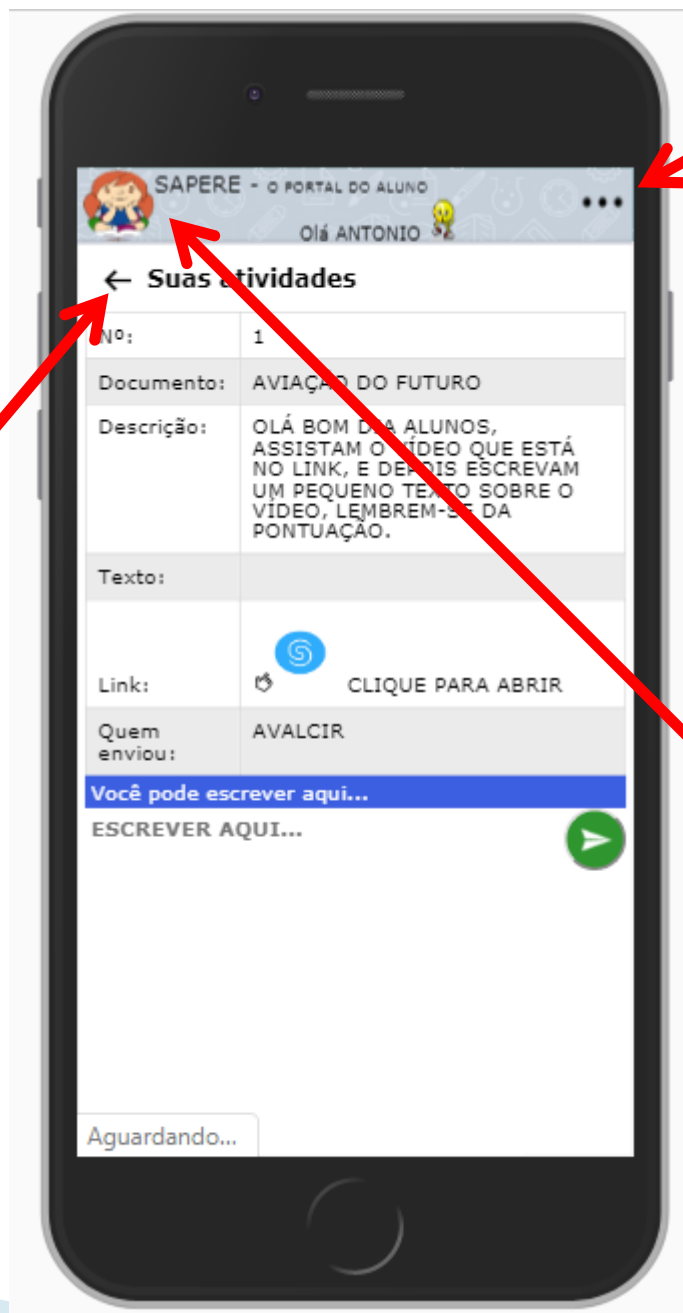 SAPERE - O PORTAL DO ALUNO
Olá ANTONIO
← Suas atividades
Nº: 1
Documento: AVIAÇÃO DO FUTURO
Descrição: OLÁ BOM DIA ALUNOS,
ASSISTAM O VÍDEO QUE ESTÁ
NO LINK, E DEPOIS ESCREVAM
UM PEQUENO TEXTO SOBRE O
VÍDEO, LEMBREM-SE DA
PONTUAÇÃO.
Texto:
Link: CLIQUE PARA ABRIR
Quem AVALCIR
enviou:
Você pode escrever aqui...
ESCREVER AQUI...
Aguardando...